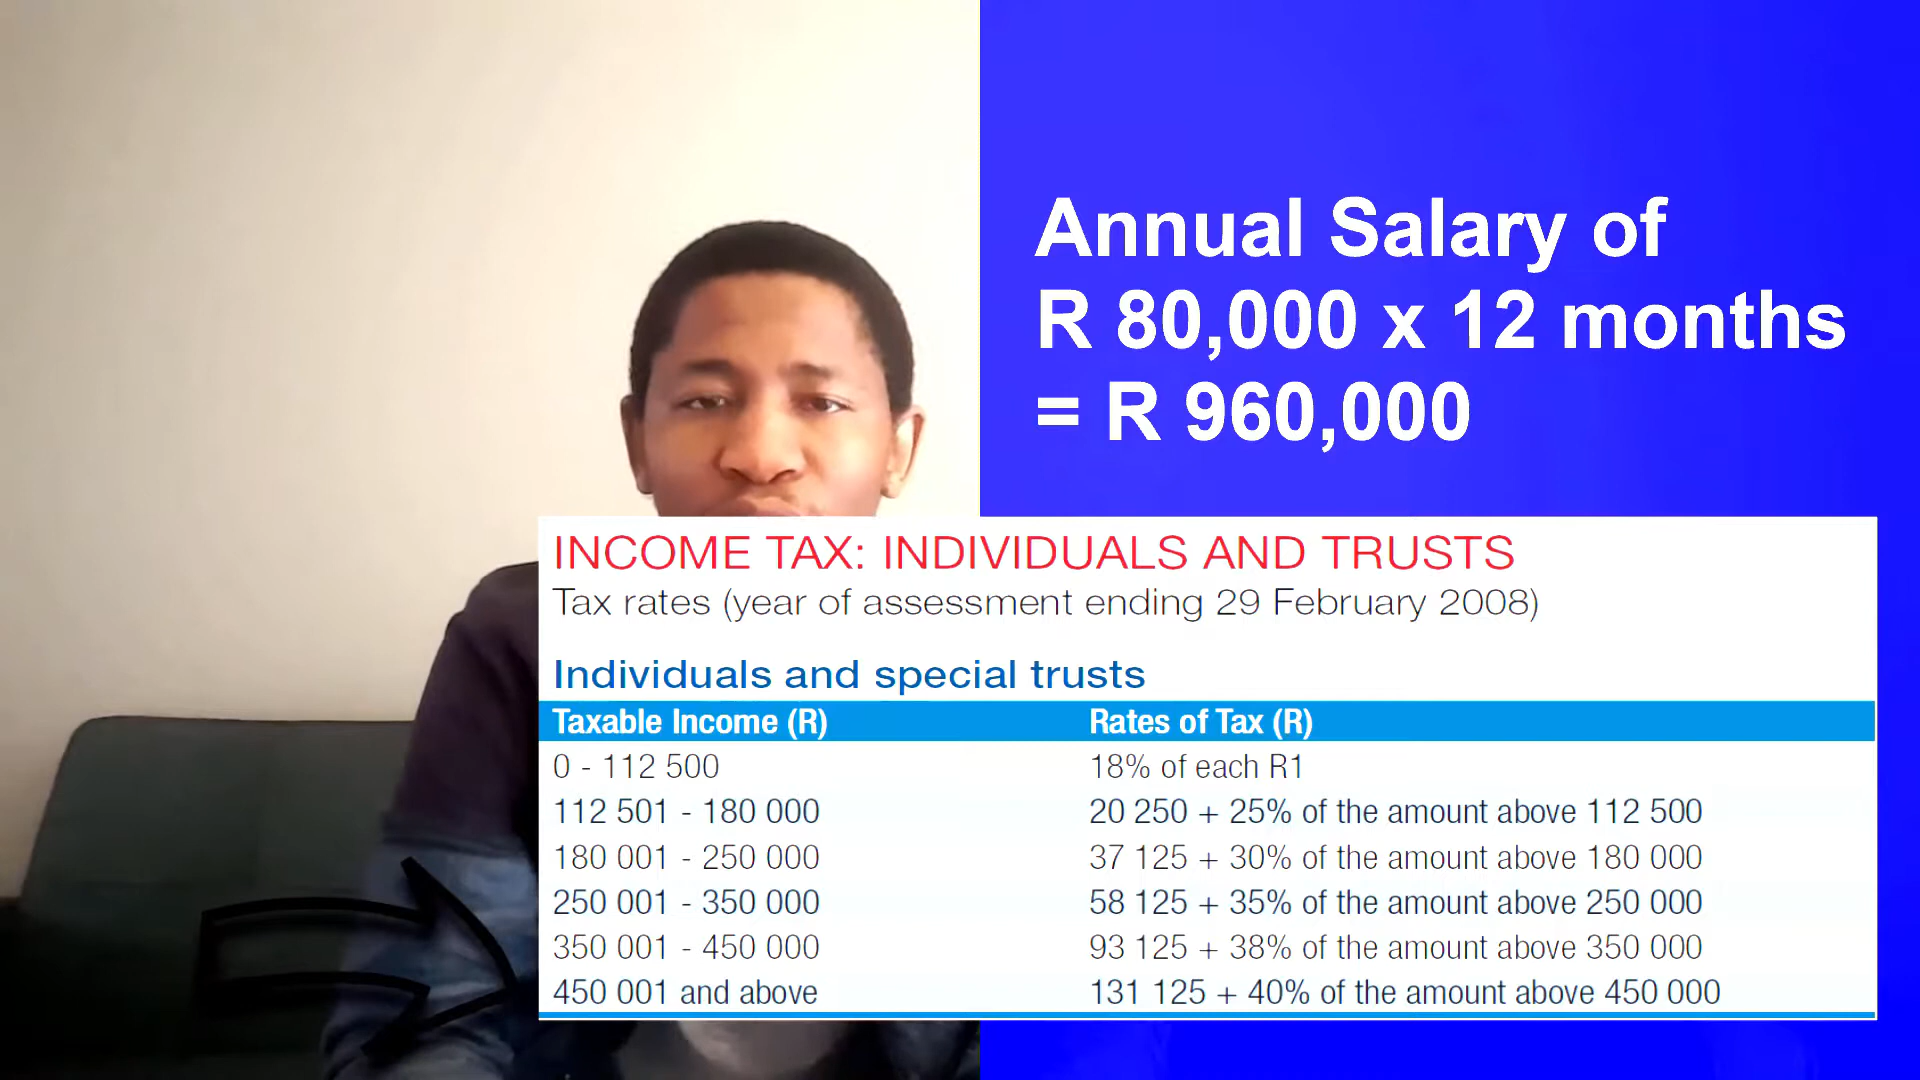 Annual Salary of
R 80,000 x 12 months
= R 960,000
INCOME TAX: INDIVIDUALS AND TRUSTS
Tax rates (year of assessment ending 29 February 2008)
Individuals and special trusts
Taxable Income (R) Rates of Tax (R)
0 - 112 500 18% of each R1
112 501 - 180 000 20 250 + 25% of the amount above 112 500
180 001 - 250 000 37 125 + 30% of the amount above 180 000
250 001 - 350 000 58 125 + 35% of the amount above 250 000
350 001 - 450 000 93 125 + 38% of the amount above 350 000
450 001 and above 131 125 + 40% of the amount above 450 000